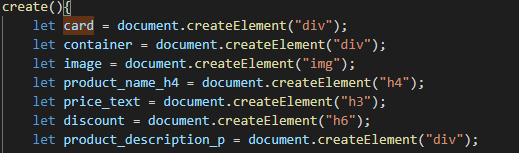 create(){
let card = document.createElement("div");
let container = document.createElement("div");
let image = document.createElement("img");
let product_name_h4 = document.createElement("h4");
let price_text = document.createElement("h3");
let discount = document.createElement("h6");
let product_description_p = document.createElement("div");